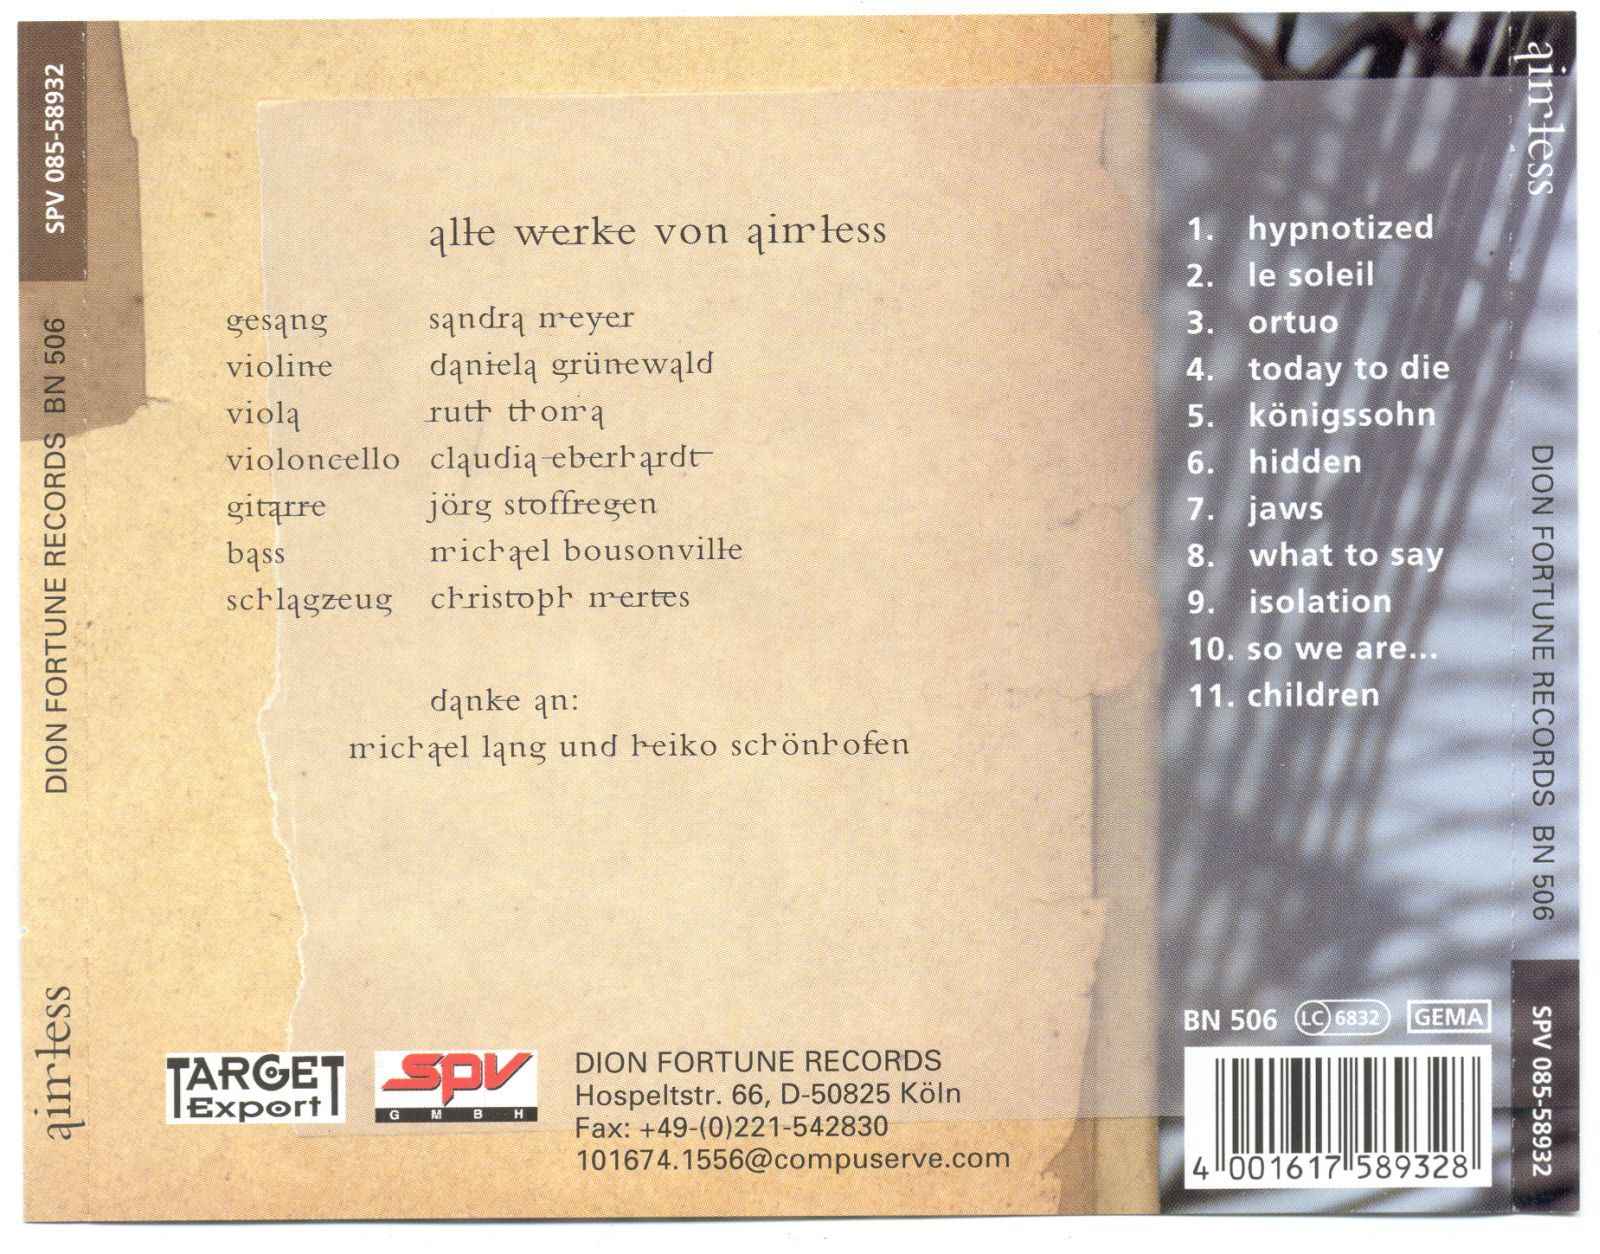 SPV 085-58932
DION FORTUNE RECORDS BN 506
aimless
alle werke von aimless
gesang sandra meyer
violine daniela grünewald
viola ruth thoma
violoncello claudia eberhardt
gitarre jörg stoffregen
bass michael bousonville
schlagzeug christoph mertes
danke an:
michael lang und heiko schönhofen
TARGET
Export
spv
GMBH
DION FORTUNE RECORDS
Hospeltstr. 66, D-50825 Köln
Fax: +49-(0)221-542830
101674.1556@compuserve.com
1. hypnotized
2. le soleil
3. ortuo
4. today to die
5. königssohn
6. hidden
7. jaws
8. what to say
9. isolation
10. so we are...
11. children
BN 506 LC 6832 GEMA
4 001617 589328
aimless
DION FORTUNE RECORDS BN 506
SPV 085-58932